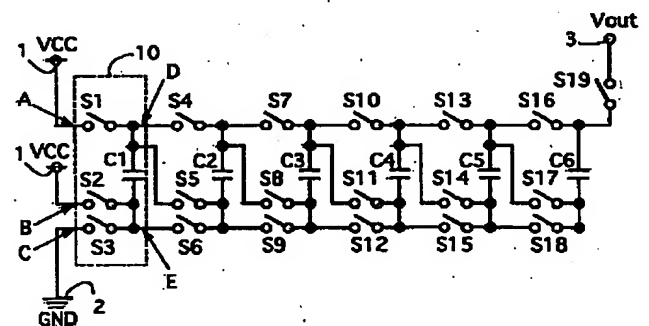 Vout
1 VCC 10 3
D S19
A S1 S4 S7 S10 S13 S16
1 VCC C1 C2 C3 C4 C5 C6
S2 S5 S8 S11 S14 S17
B
C S3 S6 S9 S12 S15 S18
E
2
GND